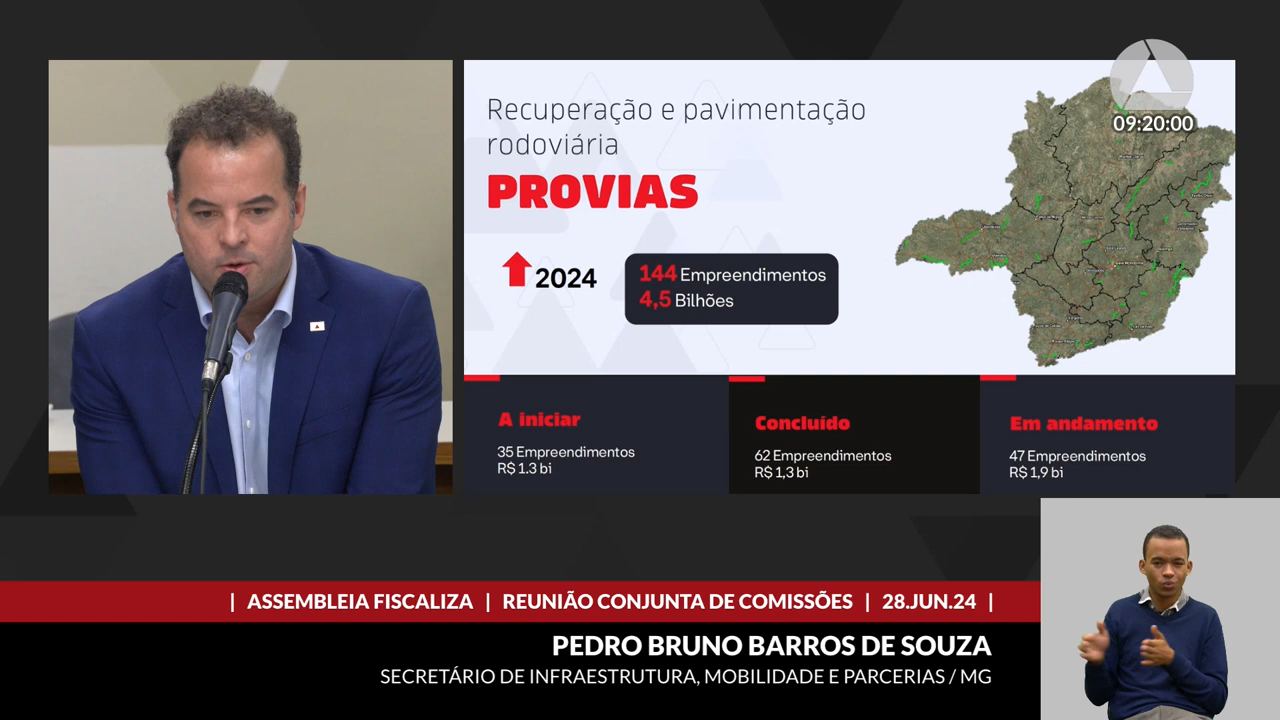 Recuperação e pavimentação
rodoviária
PROVIAS
2024
144 Empreendimentos
4,5 Bilhões
09:20:00
A iniciar
35 Empreendimentos
R$ 1.3 bi
Concluído
62 Empreendimentos
R$ 1,3 bi
Em andamento
47 Empreendimentos
R$ 1,9 bi
| ASSEMBLEIA FISCALIZA | REUNIÃO CONJUNTA DE COMISSÕES | 28.JUN.24 |
PEDRO BRUNO BARROS DE SOUZA
SECRETÁRIO DE INFRAESTRUTURA, MOBILIDADE E PARCERIAS / MG